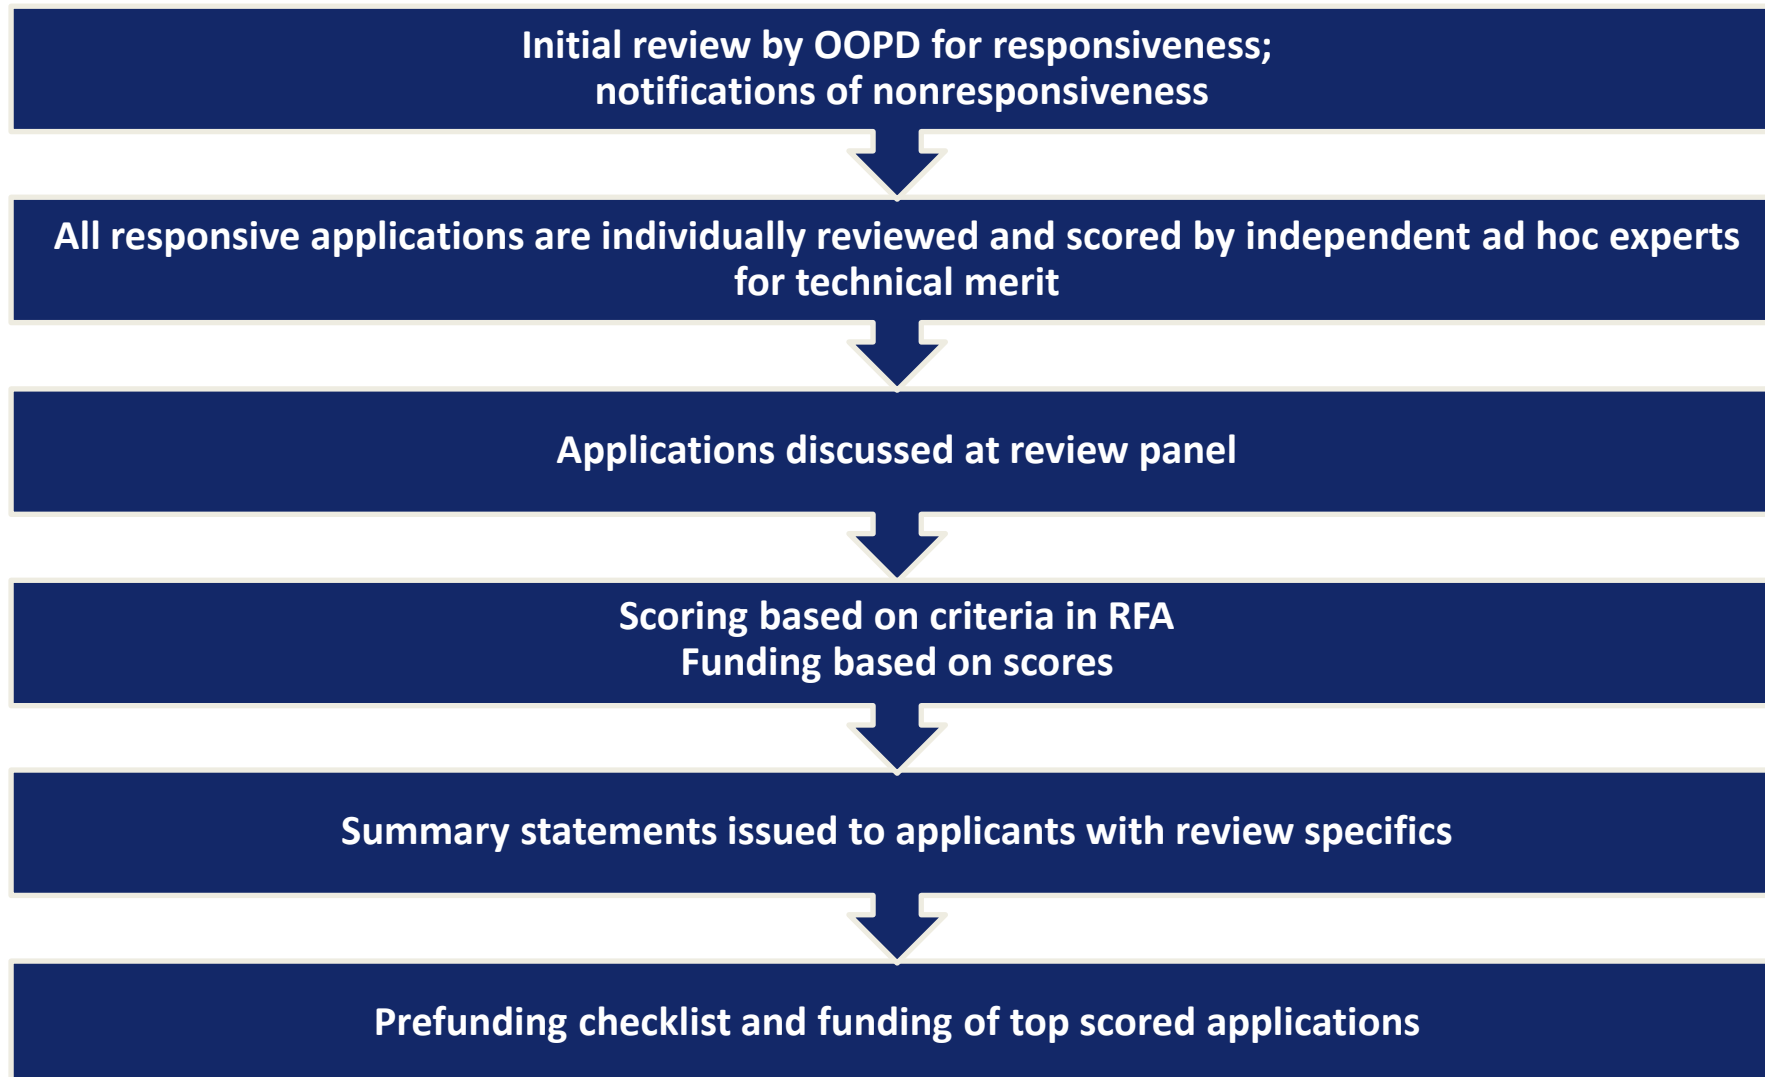 Initial review by OOPD for responsiveness;
notifications of nonresponsiveness
All responsive applications are individually reviewed and scored by independent ad hoc experts
for technical merit
Applications discussed at review panel
Scoring based on criteria in RFA
Funding based on scores
Summary statements issued to applicants with review specifics
Prefunding checklist and funding of top scored applications